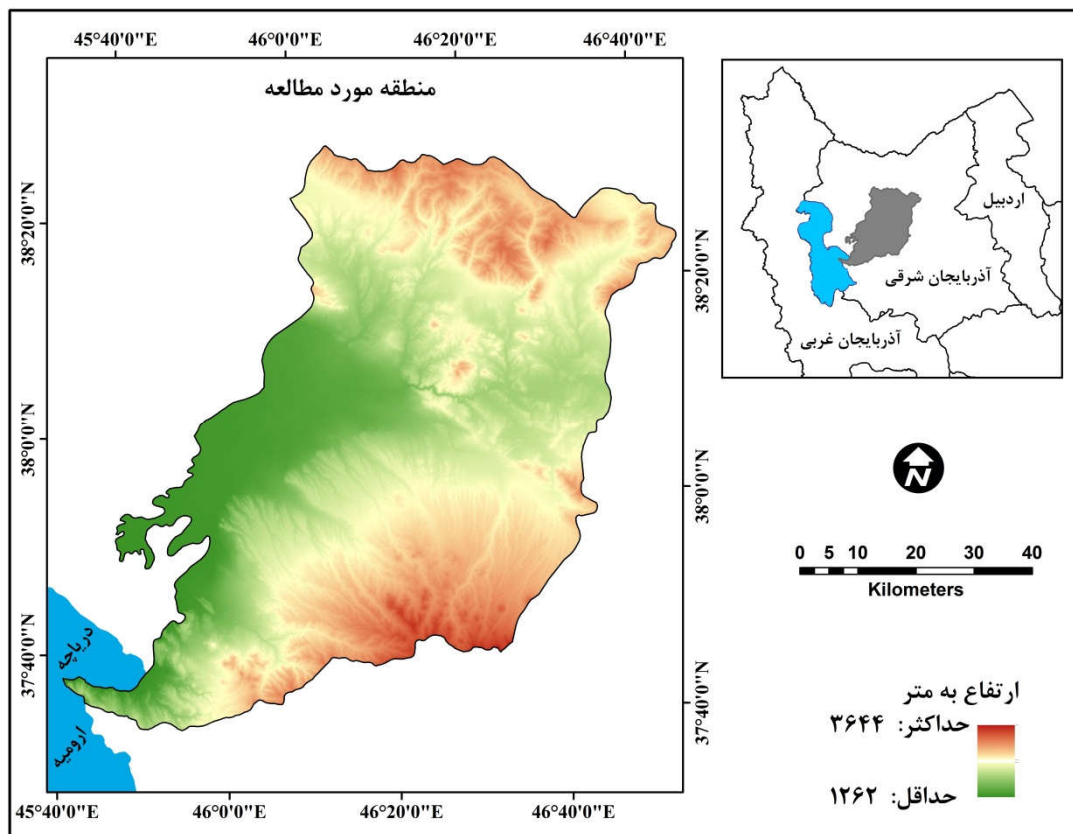 45°40'0"E 46°0'0"E 46°20'0"E 46°40'0"E
منطقه مورد مطالعه
38°20'0"N
38°0'0"N
37°40'0"N
38°20'0"N
38°0'0"N
37°40'0"N
دریاچه
ارومیه
45°40'0"E 46°0'0"E 46°20'0"E 46°40'0"E
اردبیل
آذربایجان شرقی
آذربایجان غربی
N
0 5 10 20 30 40
Kilometers
ارتفاع به متر
حداکثر: ۳۶۴۴
حداقل: ۱۲۶۲